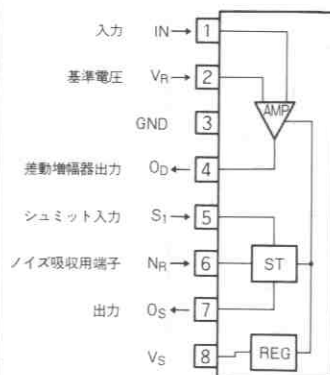 入力 IN → 1
基準電圧 VR → 2
GND 3
差動増幅器出力 OD ← 4
シュミット入力 S1 → 5
ノイズ吸収用端子 NR → 6
出力 OS ← 7
VS 8
AMP
ST
REG